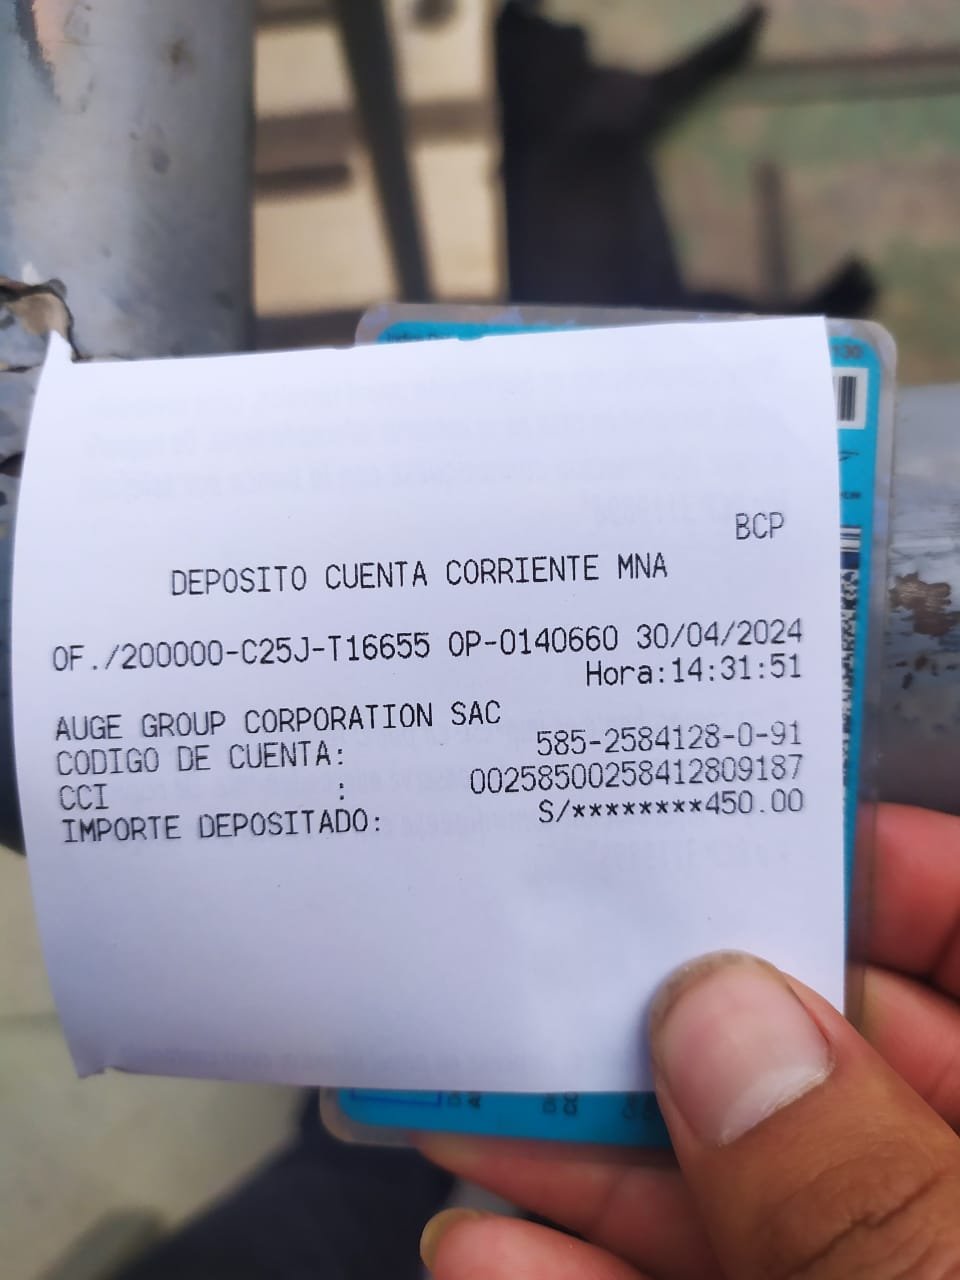 BCP
DEPOSITO CUENTA CORRIENTE MNA
OF./200000-C25J-T16655 OP-0140660 30/04/2024
Hora:14:31:51
AUGE GROUP CORPORATION SAC
CODIGO DE CUENTA: 585-2584128-0-91
CCI : 00258500258412809187
IMPORTE DEPOSITADO: S/********450.00